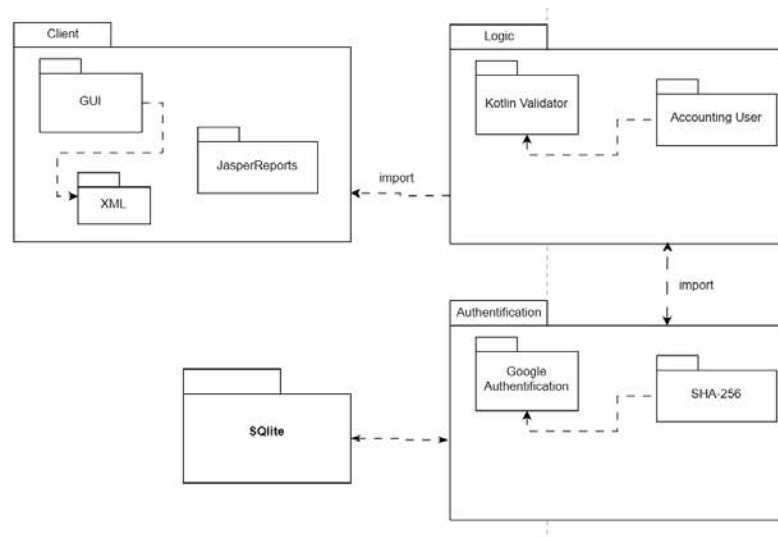 Client
GUI
JasperReports
XML
import
Logic
Kotlin Validator
Accounting User
import
Authentification
Google
Authentification
SHA-256
SQlite